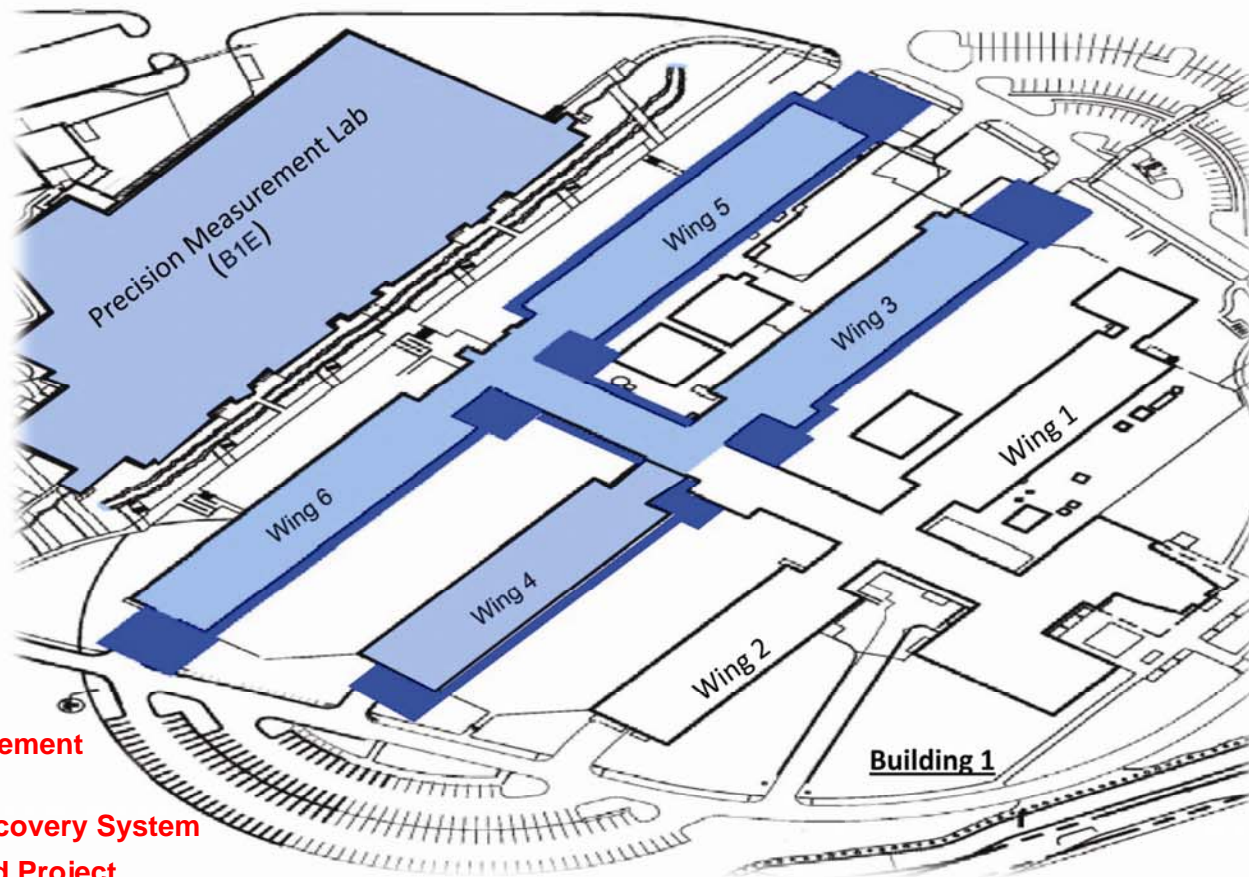 Precision Measurement Lab
(B1E)
Wing 5
Wing 3
Wing 1
Wing 6
Wing 4
Wing 2
Building 1
ement
covery System
d Project